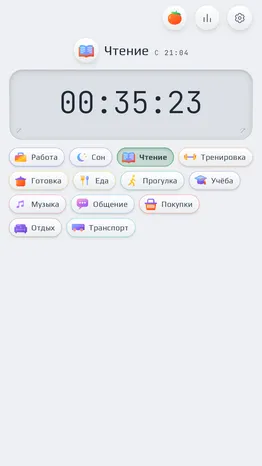 Чтение с 21:04
00:35:23
Работа Сон Чтение Тренировка
Готовка Еда Прогулка Учёба
Музыка Общение Покупки
Отдых Транспорт